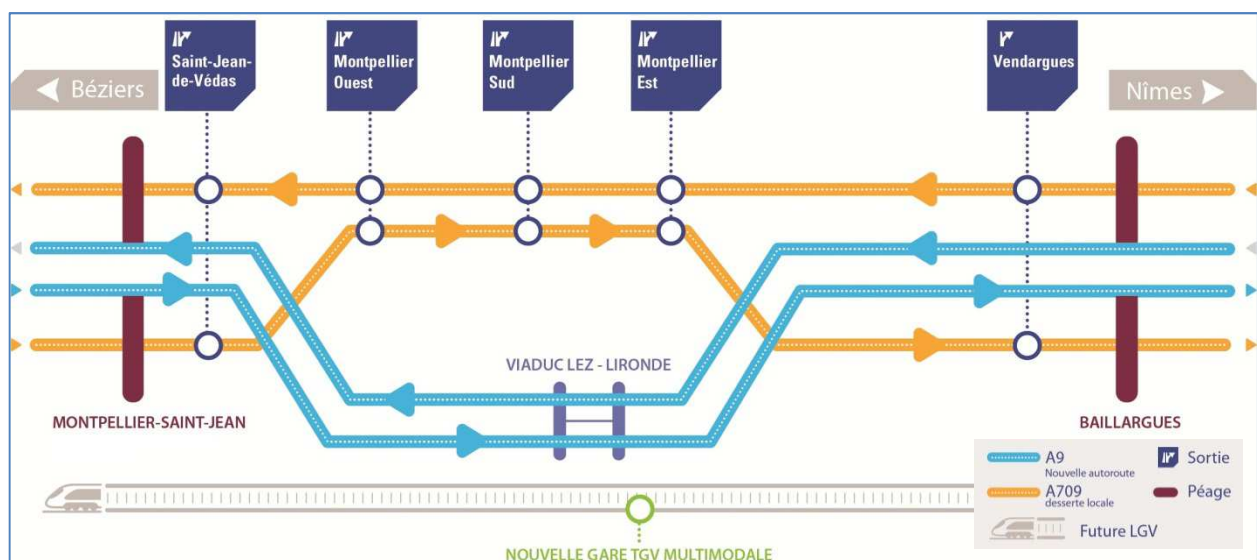 Béziers
Saint-Jean-
de-Védas
Montpellier
Ouest
Montpellier
Sud
Montpellier
Est
Vendargues
Nîmes
VIADUC LEZ - LIRONDE
MONTPELLIER-SAINT-JEAN
BAILLARGUES
A9
Nouvelle autoroute
Sortie
A709
desserte locale
Péage
Future LGV
NOUVELLE GARE TGV MULTIMODALE